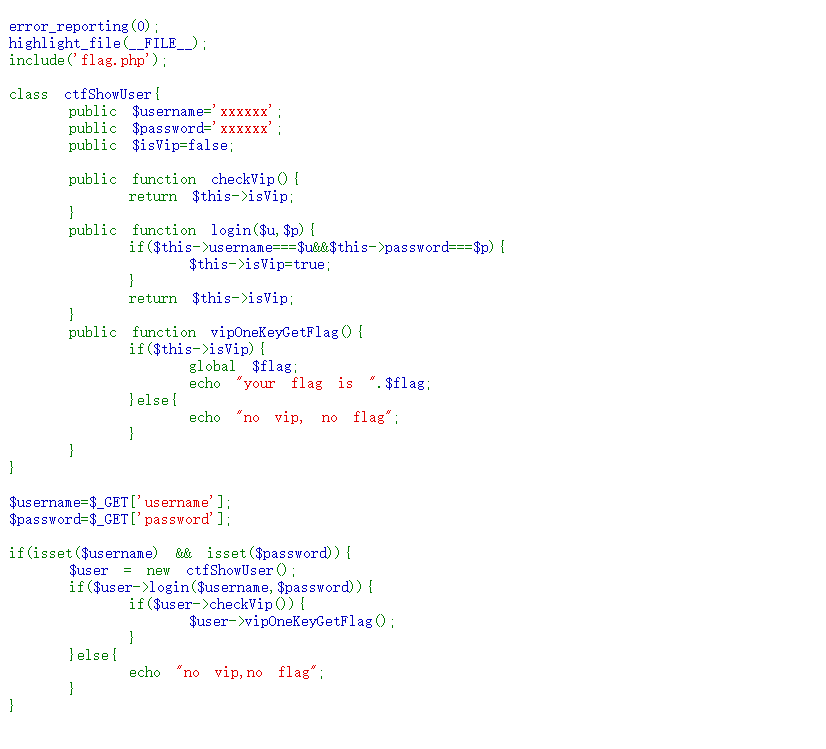 error_reporting(0);
highlight_file(__FILE__);
include('flag.php');
class ctfShowUser{
public $username='xxxxxx';
public $password='xxxxxx';
public $isVip=false;
public function checkVip(){
return $this->isVip;
}
public function login($u,$p){
if($this->username===$u&&$this->password===$p){
$this->isVip=true;
}
return $this->isVip;
}
public function vipOneKeyGetFlag(){
if($this->isVip){
global $flag;
echo "your flag is ".$flag;
}else{
echo "no vip, no flag";
}
}
}
$username=$_GET['username'];
$password=$_GET['password'];
if(isset($username) && isset($password)){
$user = new ctfShowUser();
if($user->login($username,$password)){
if($user->checkVip()){
$user->vipOneKeyGetFlag();
}
}else{
echo "no vip,no flag";
}
}